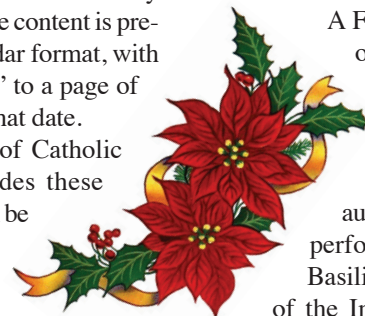 e content is pre-
dar format, with
” to a page of
hat date.
of Catholic
des these
be
A F
o
au
perfo
Basili
of the In